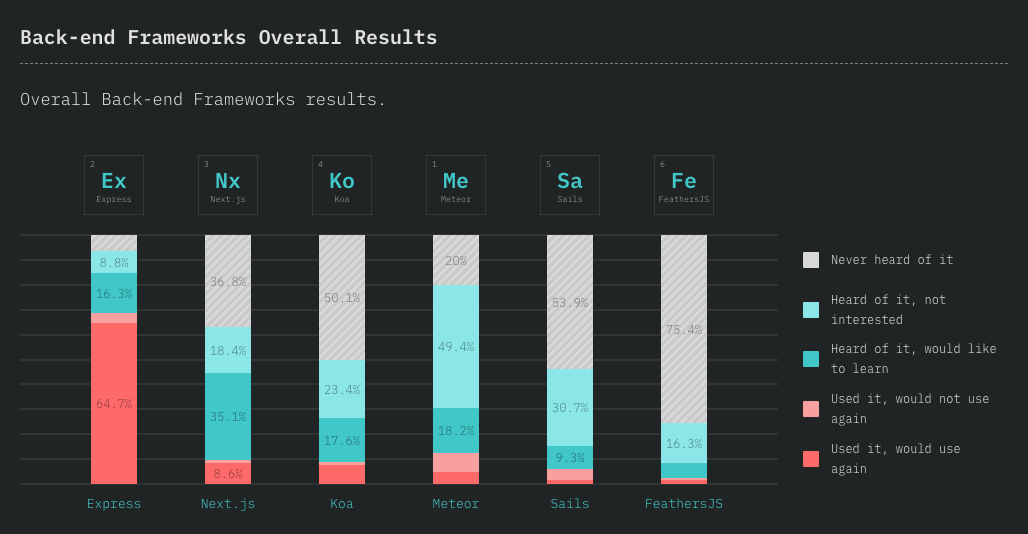 Back-end Frameworks Overall Results
Overall Back-end Frameworks results.
2
Ex
Express
3
Nx
Next.js
4
Ko
Koa
1
Me
Meteor
5
Sa
Sails
6
Fe
FeathersJS
8.8%
16.3%
64.7%
36.8%
18.4%
35.1%
8.6%
50.1%
23.4%
17.6%
20%
49.4%
18.2%
53.9%
30.7%
9.3%
75.4%
16.3%
Express
Next.js
Koa
Meteor
Sails
FeathersJS
Never heard of it
Heard of it, not
interested
Heard of it, would like
to learn
Used it, would not use
again
Used it, would use
again